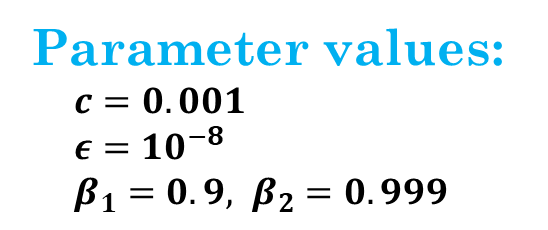 Parameter values:
c = 0.001
ϵ = 10⁻⁸
β₁ = 0.9, β₂ = 0.999